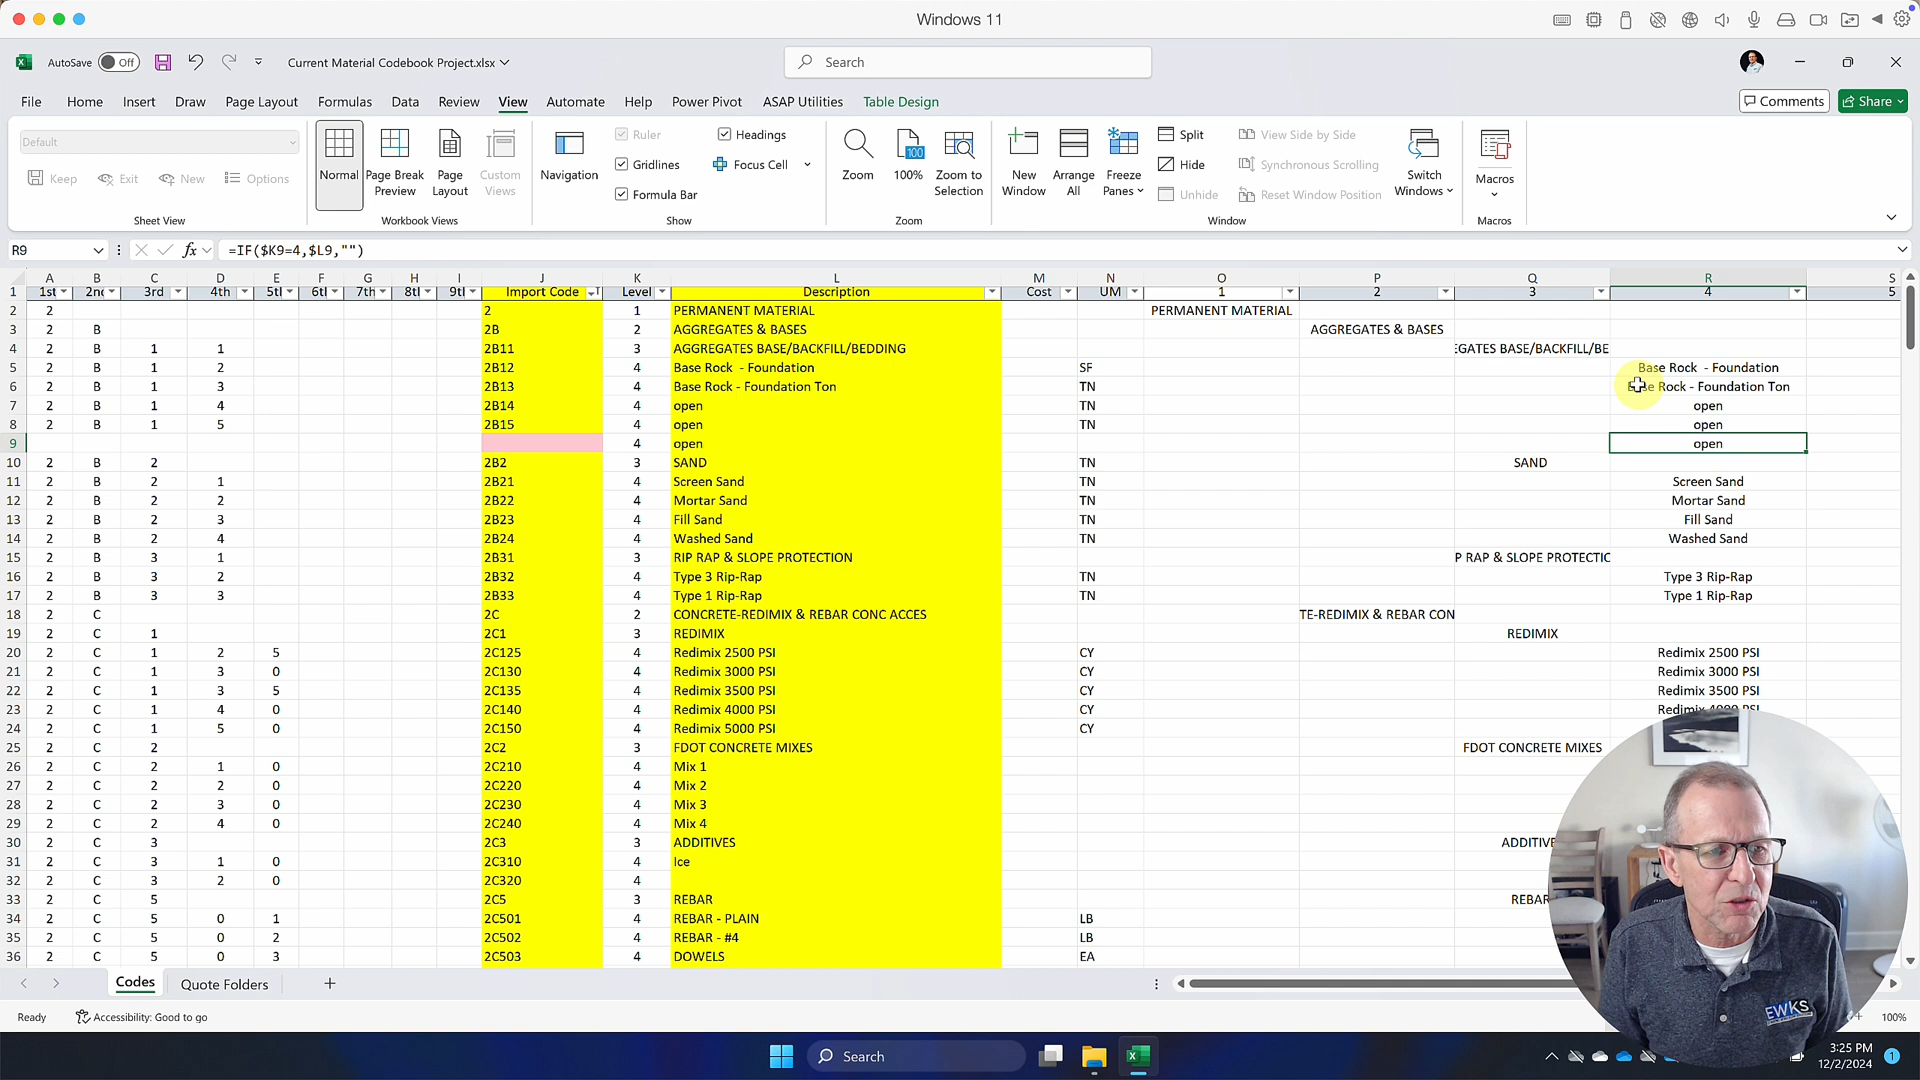 Windows 11
AutoSave Off Current Material Codebook Project.xlsx Search
File Home Insert Draw Page Layout Formulas Data Review View Automate Help Power Pivot ASAP Utilities Table Design Comments Share
Default
Keep Exit New Options
Sheet View
Normal Page Break Preview Page Layout Custom Views
Workbook Views
Navigation Ruler Gridlines Formula Bar Headings Focus Cell
Show
Zoom 100 100% Zoom to Selection
Zoom
New Window Arrange All Freeze Panes Split Hide Unhide View Side by Side Synchronous Scrolling Reset Window Position Switch Windows
Window
Macros
Macros
R9 fx =IF($K9=4,$L9,"")
A B C D E F G H I J K L M N O P Q R S
1 1st 2nd 3rd 4th 5th 6th 7th 8th 9th Import Code Level Description Cost UM 1 2 3 4 5
2 2 2 1 PERMANENT MATERIAL PERMANENT MATERIAL
3 2 B 2B 2 AGGREGATES & BASES AGGREGATES & BASES
4 2 B 1 1 2B11 3 AGGREGATES BASE/BACKFILL/BEDDING EGATES BASE/BACKFILL/BE
5 2 B 1 2 2B12 4 Base Rock - Foundation SF Base Rock - Foundation
6 2 B 1 3 2B13 4 Base Rock - Foundation Ton TN Base Rock - Foundation Ton
7 2 B 1 4 2B14 4 open TN open
8 2 B 1 5 2B15 4 open TN open
9 4 open open
10 2 B 2 2B2 3 SAND TN SAND
11 2 B 2 1 2B21 4 Screen Sand TN Screen Sand
12 2 B 2 2 2B22 4 Mortar Sand TN Mortar Sand
13 2 B 2 3 2B23 4 Fill Sand TN Fill Sand
14 2 B 2 4 2B24 4 Washed Sand TN Washed Sand
15 2 B 3 1 2B31 3 RIP RAP & SLOPE PROTECTION P RAP & SLOPE PROTECTIC
16 2 B 3 2 2B32 4 Type 3 Rip-Rap TN Type 3 Rip-Rap
17 2 B 3 3 2B33 4 Type 1 Rip-Rap TN Type 1 Rip-Rap
18 2 C 2C 2 CONCRETE-REDIMIX & REBAR CONC ACCES TE-REDIMIX & REBAR CON
19 2 C 1 2C1 3 REDIMIX REDIMIX
20 2 C 1 2 5 2C125 4 Redimix 2500 PSI CY Redimix 2500 PSI
21 2 C 1 3 0 2C130 4 Redimix 3000 PSI CY Redimix 3000 PSI
22 2 C 1 3 5 2C135 4 Redimix 3500 PSI CY Redimix 3500 PSI
23 2 C 1 4 0 2C140 4 Redimix 4000 PSI CY Redimix 4000 PSI
24 2 C 1 5 0 2C150 4 Redimix 5000 PSI CY
25 2 C 2 2C2 3 FDOT CONCRETE MIXES FDOT CONCRETE MIXES
26 2 C 2 1 0 2C210 4 Mix 1
27 2 C 2 2 0 2C220 4 Mix 2
28 2 C 2 3 0 2C230 4 Mix 3
29 2 C 2 4 0 2C240 4 Mix 4
30 2 C 3 2C3 3 ADDITIVES ADDITIVE
31 2 C 3 1 0 2C310 4 Ice
32 2 C 3 2 0 2C320 4
33 2 C 5 2C5 3 REBAR REBAR
34 2 C 5 0 1 2C501 4 REBAR - PLAIN LB
35 2 C 5 0 2 2C502 4 REBAR - #4 LB
36 2 C 5 0 3 2C503 4 DOWELS EA
Codes Quote Folders
Ready Accessibility: Good to go 100%
EWKS
Search
3:25 PM
12/2/2024 1